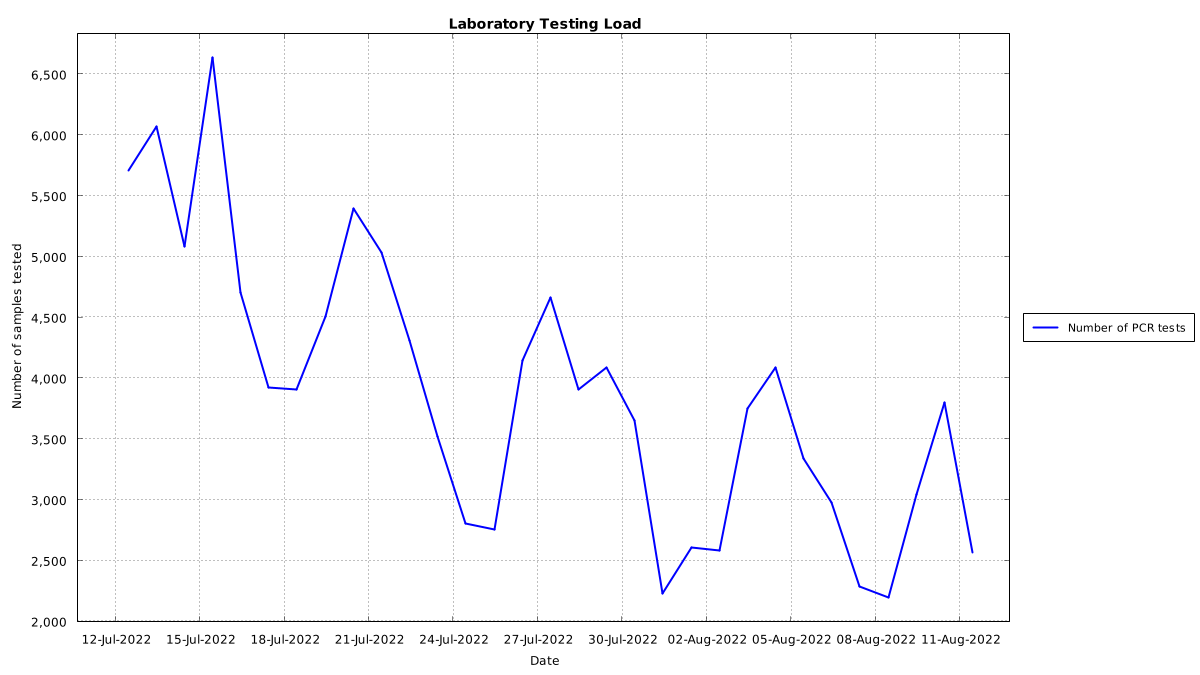 Laboratory Testing Load
Number of samples tested
6,500
6,000
5,500
5,000
4,500
4,000
3,500
3,000
2,500
2,000
12-Jul-2022 15-Jul-2022 18-Jul-2022 21-Jul-2022 24-Jul-2022 27-Jul-2022 30-Jul-2022 02-Aug-2022 05-Aug-2022 08-Aug-2022 11-Aug-2022
Date
Number of PCR tests